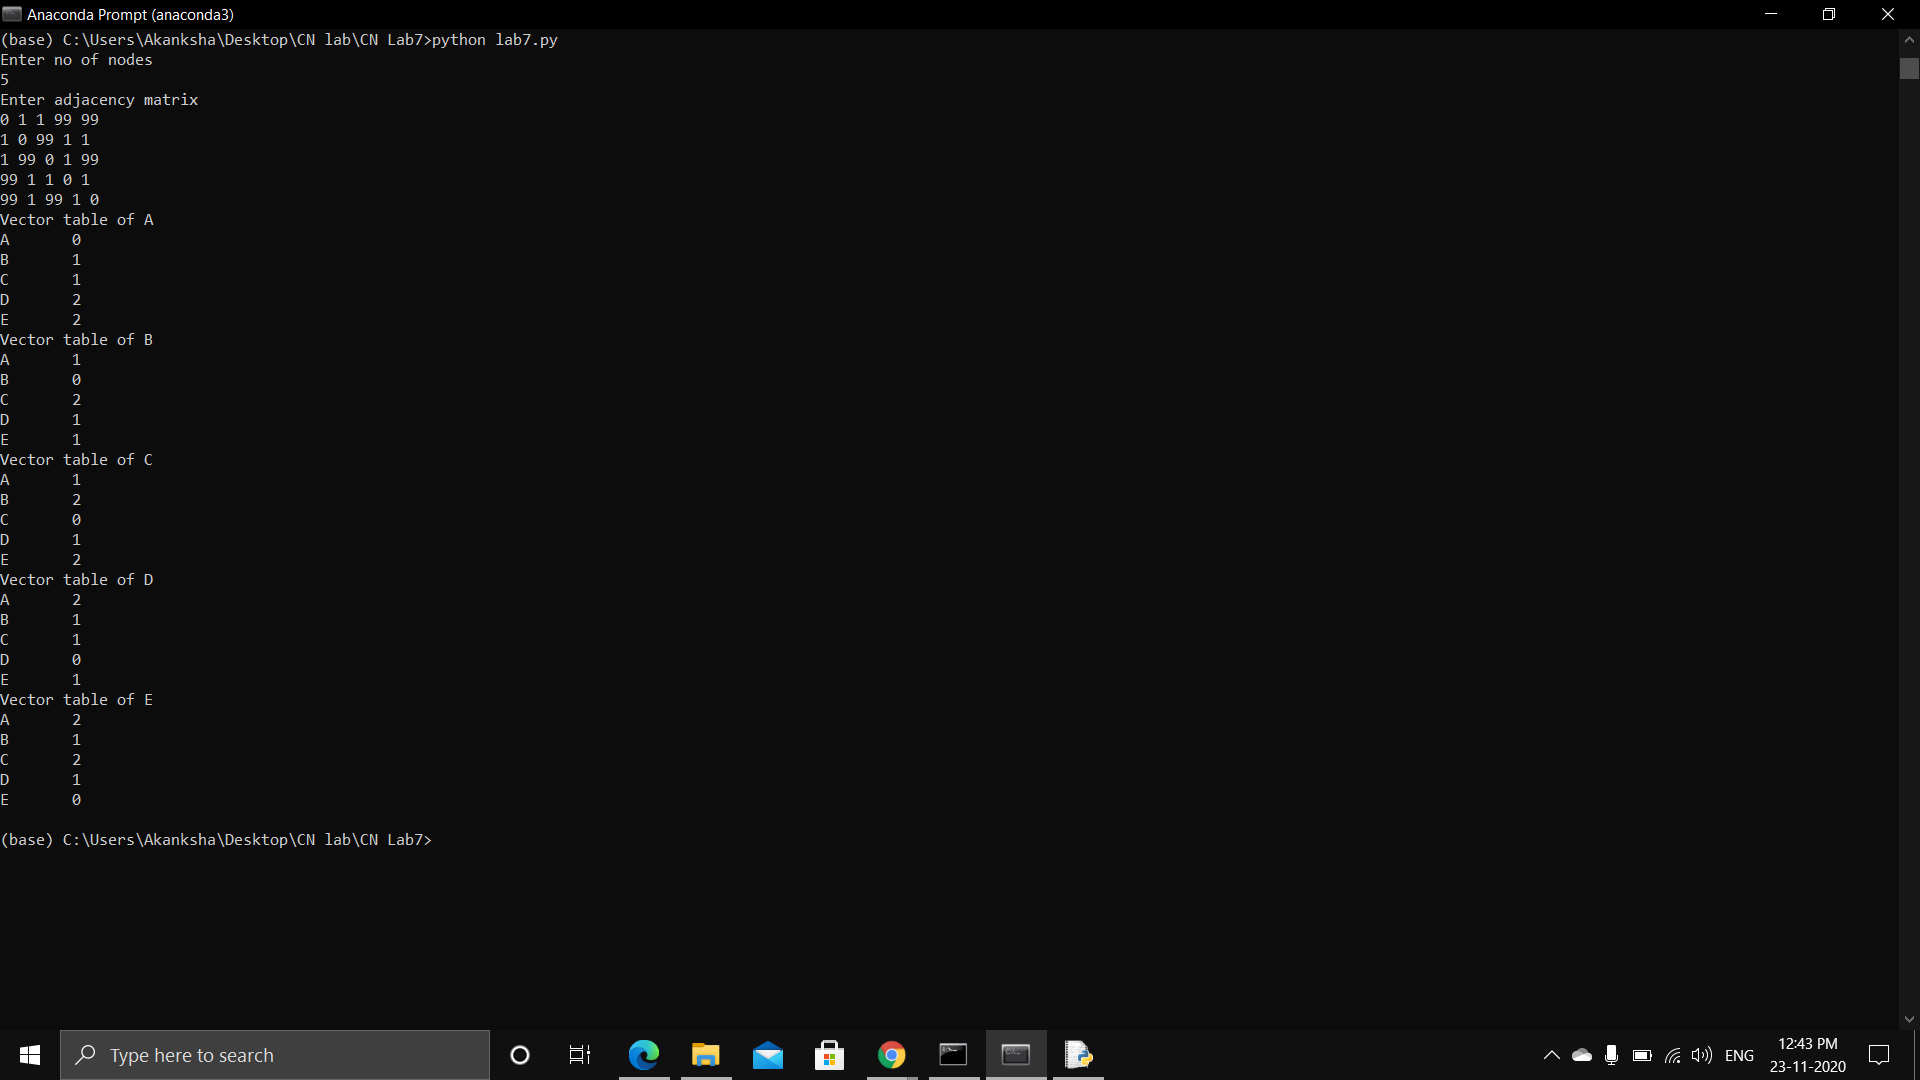 Anaconda Prompt (anaconda3)
(base) C:\Users\Akanksha\Desktop\CN lab\CN Lab7>python lab7.py
Enter no of nodes
5
Enter adjacency matrix
0 1 1 99 99
1 0 99 1 1
1 99 0 1 99
99 1 1 0 1
99 1 99 1 0
Vector table of A
A 0
B 1
C 1
D 2
E 2
Vector table of B
A 1
B 0
C 2
D 1
E 1
Vector table of C
A 1
B 2
C 0
D 1
E 2
Vector table of D
A 2
B 1
C 1
D 0
E 1
Vector table of E
A 2
B 1
C 2
D 1
E 0
(base) C:\Users\Akanksha\Desktop\CN lab\CN Lab7>
Type here to search
ENG
12:43 PM
23-11-2020